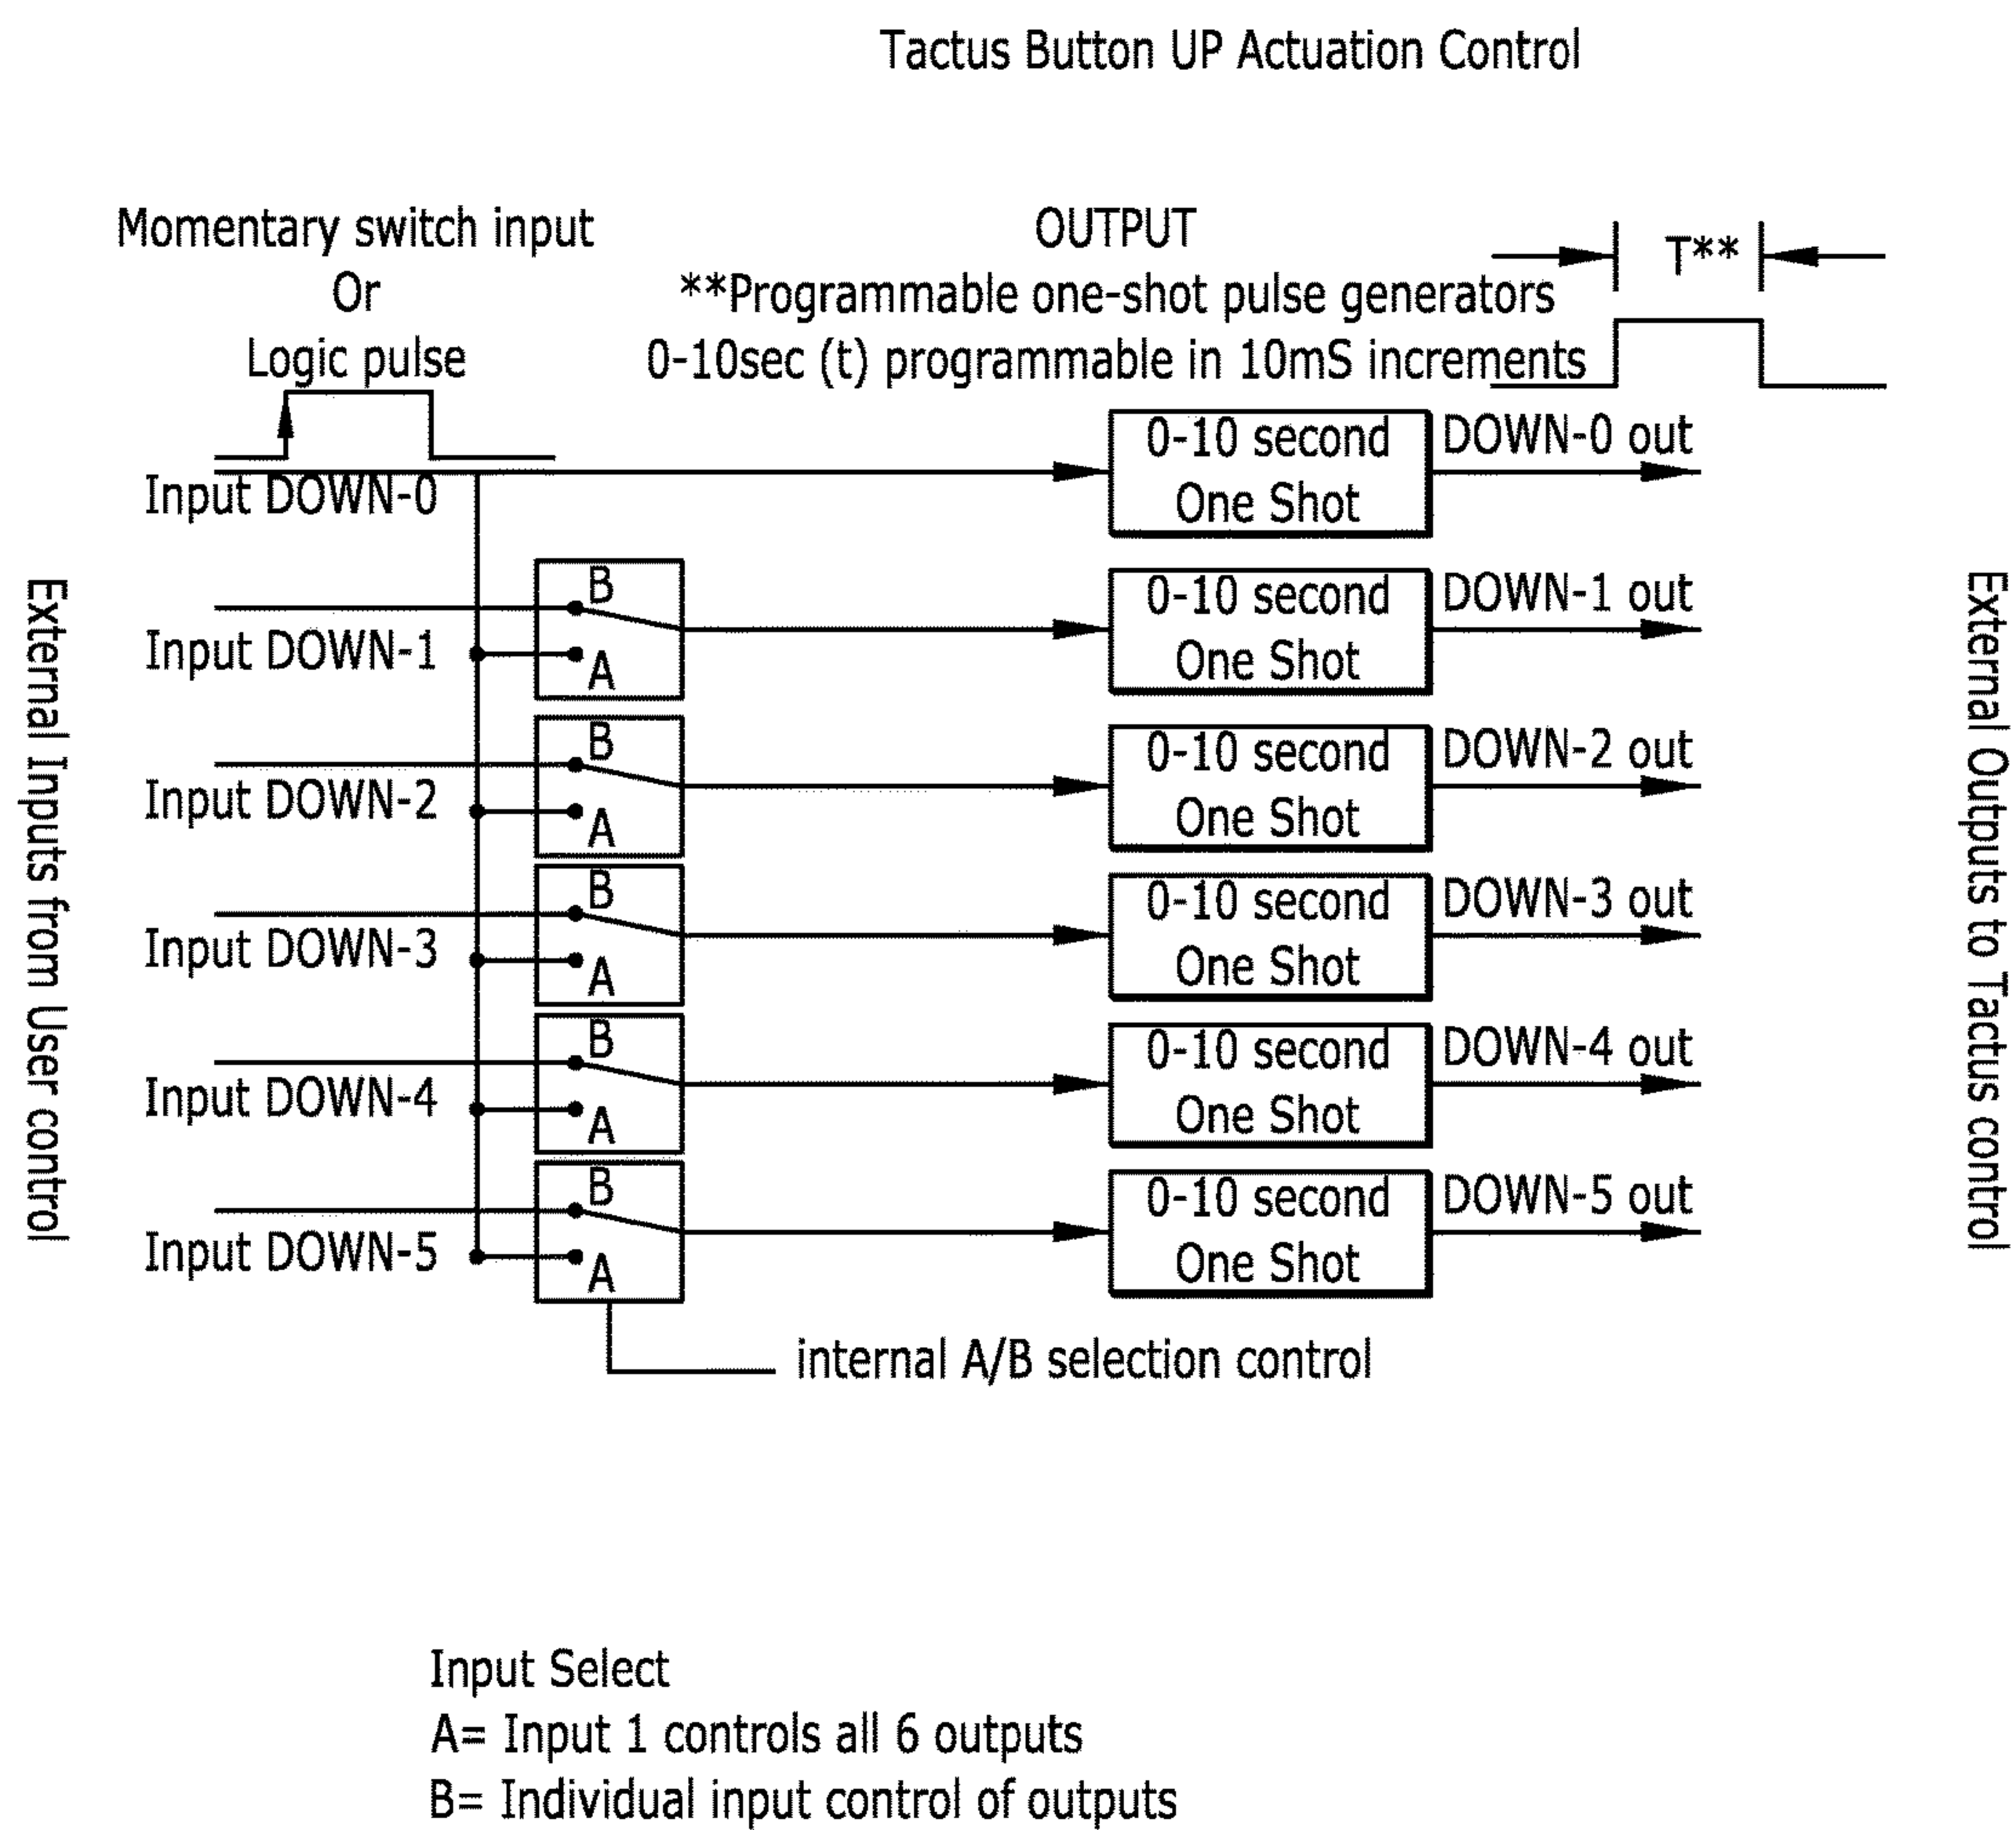 Tactus Button UP Actuation Control
Momentary switch input
Or
Logic pulse
OUTPUT
**Programmable one-shot pulse generators
0-10sec (t) programmable in 10mS increments
T**
Input DOWN-0
0-10 second
One Shot
DOWN-0 out
Input DOWN-1
B
A
0-10 second
One Shot
DOWN-1 out
Input DOWN-2
B
A
0-10 second
One Shot
DOWN-2 out
Input DOWN-3
B
A
0-10 second
One Shot
DOWN-3 out
Input DOWN-4
B
A
0-10 second
One Shot
DOWN-4 out
Input DOWN-5
B
A
0-10 second
One Shot
DOWN-5 out
External Inputs from User control
External Outputs to Tactus control
internal A/B selection control
Input Select
A= Input 1 controls all 6 outputs
B= Individual input control of outputs